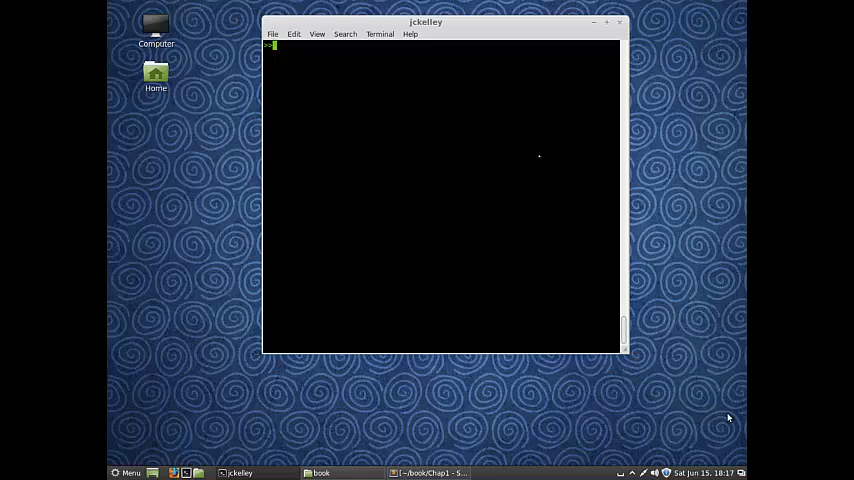 jckelley
File Edit View Search Terminal Help
>>
Computer
Home
Menu
jckelley
book
[~/book/Chap1 - S...
Sat Jun 15, 18:17